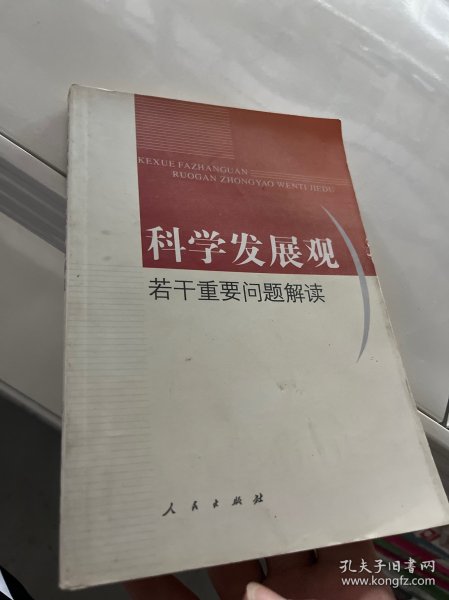 KEXUE FAZHANGUAN
RUOGAN ZHONGYAO WENTI JIEDU
科学发展观
若干重要问题解读
人民出版社
孔夫子旧书网
www.kongfz.com